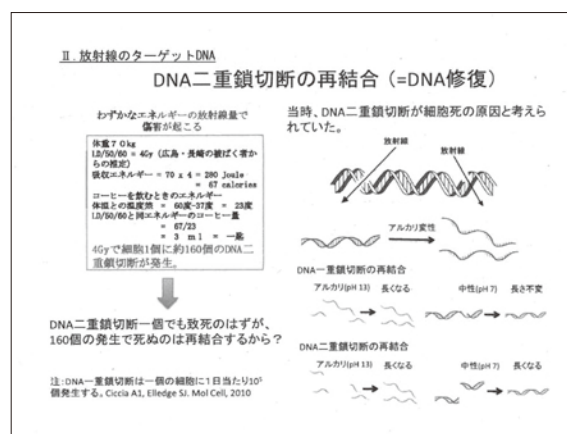 Ⅱ.放射線のターゲットDNA
DNA二重鎖切断の再結合(=DNA修復)
わずかなエネルギーの放射線量で
傷害が起こる
体重70kg
LD/50/60 = 4Gy (広島・長崎の被ばく者か
らの推定)
吸収エネルギー = 70 x 4 = 280 Joule
= 67 calories
コーヒーを飲むときのエネルギー
体温との温度差 = 60度-37度 = 23度
LD/50/60と同エネルギーのコーヒー量
= 67/23
= 3 ml = 一匙
4Gyで細胞1個に約160個のDNA二
重鎖切断が発生。
DNA二重鎖切断一個でも致死のはずが、
160個の発生で死ぬのは再結合するから?
注:DNA一重鎖切断は一個の細胞に1日当たり10⁵
個発生する。Ciccia A1, Elledge SJ. Mol Cell, 2010
当時、DNA二重鎖切断が細胞死の原因と考えら
れていた。
放射線 放射線
アルカリ変性
DNA一重鎖切断の再結合
アルカリ(pH 13) 長くなる 中性(pH 7) 長さ不変
DNA二重鎖切断の再結合
アルカリ(pH 13) 長くなる 中性(pH 7) 長くなる